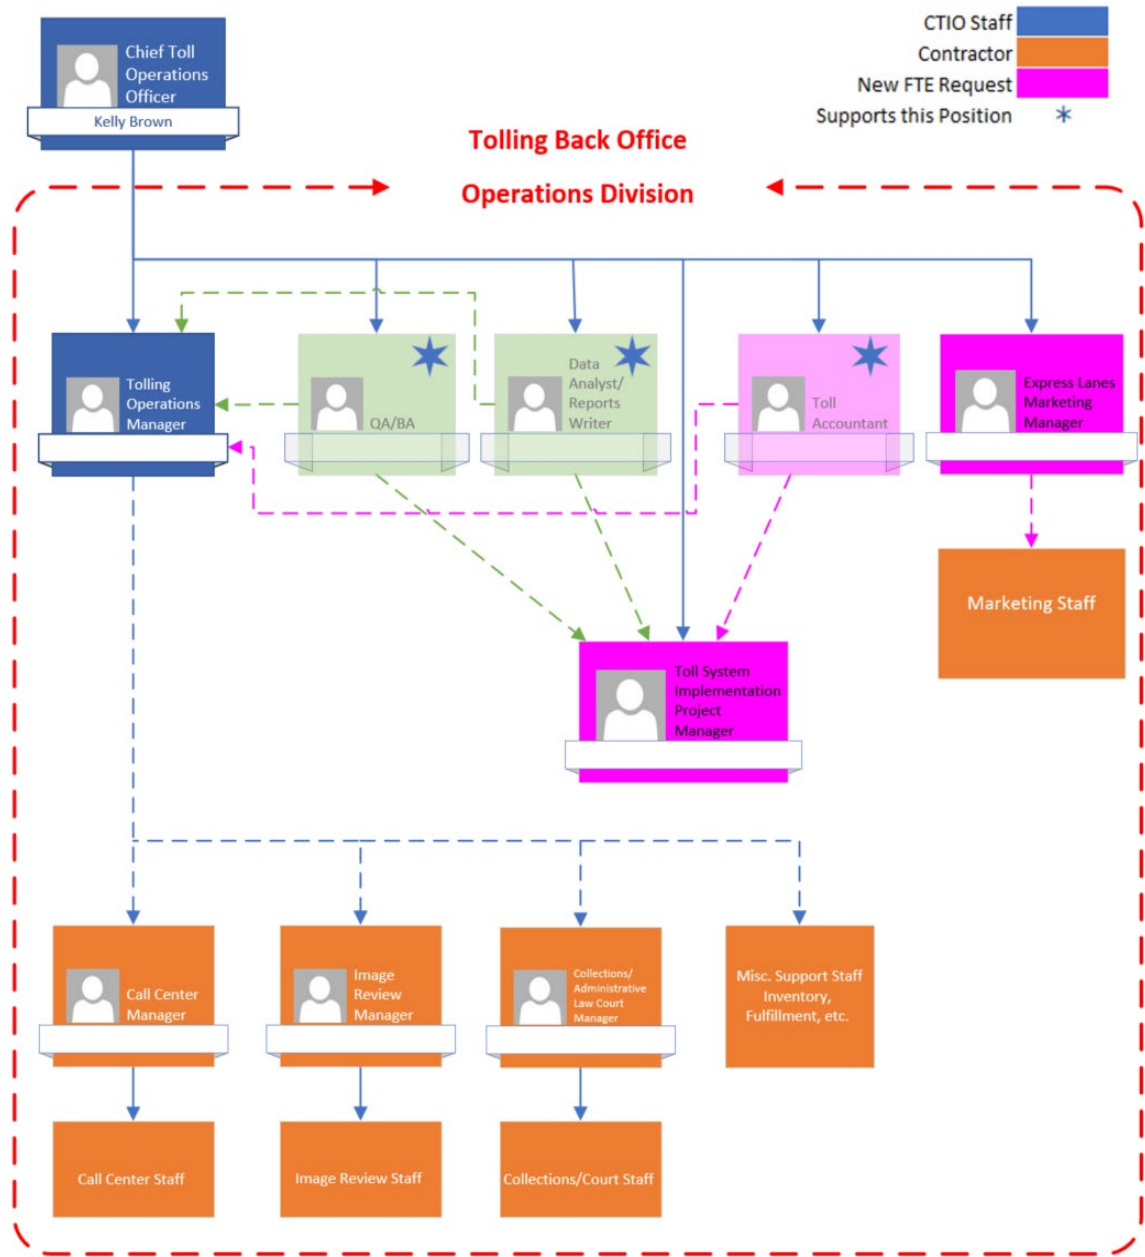 Chief Toll
Operations
Officer
Kelly Brown
CTIO Staff
Contractor
New FTE Request
Supports this Position
Tolling Back Office
Operations Division
Tolling
Operations
Manager
QA/BA
Data
Analyst/
Reports
Writer
Toll
Accountant
Express Lanes
Marketing
Manager
Marketing Staff
Toll System
Implementation
Project
Manager
Call Center
Manager
Image
Review
Manager
Collections/
Administrative
Law Court
Manager
Misc. Support Staff
Inventory,
Fulfillment, etc.
Call Center Staff
Image Review Staff
Collections/Court Staff